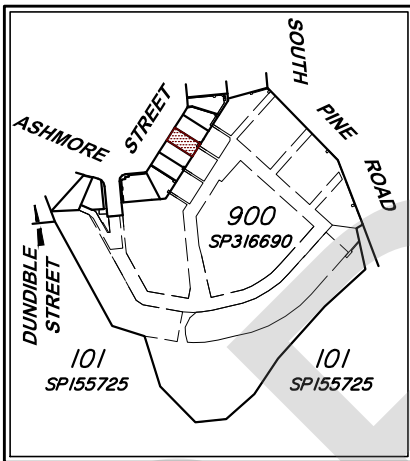 SOUTH
PINE
ROAD
ASHMORE
STREET
900
SP316690
DUNDIBLE
STREET
101
SP155725
101
SP155725